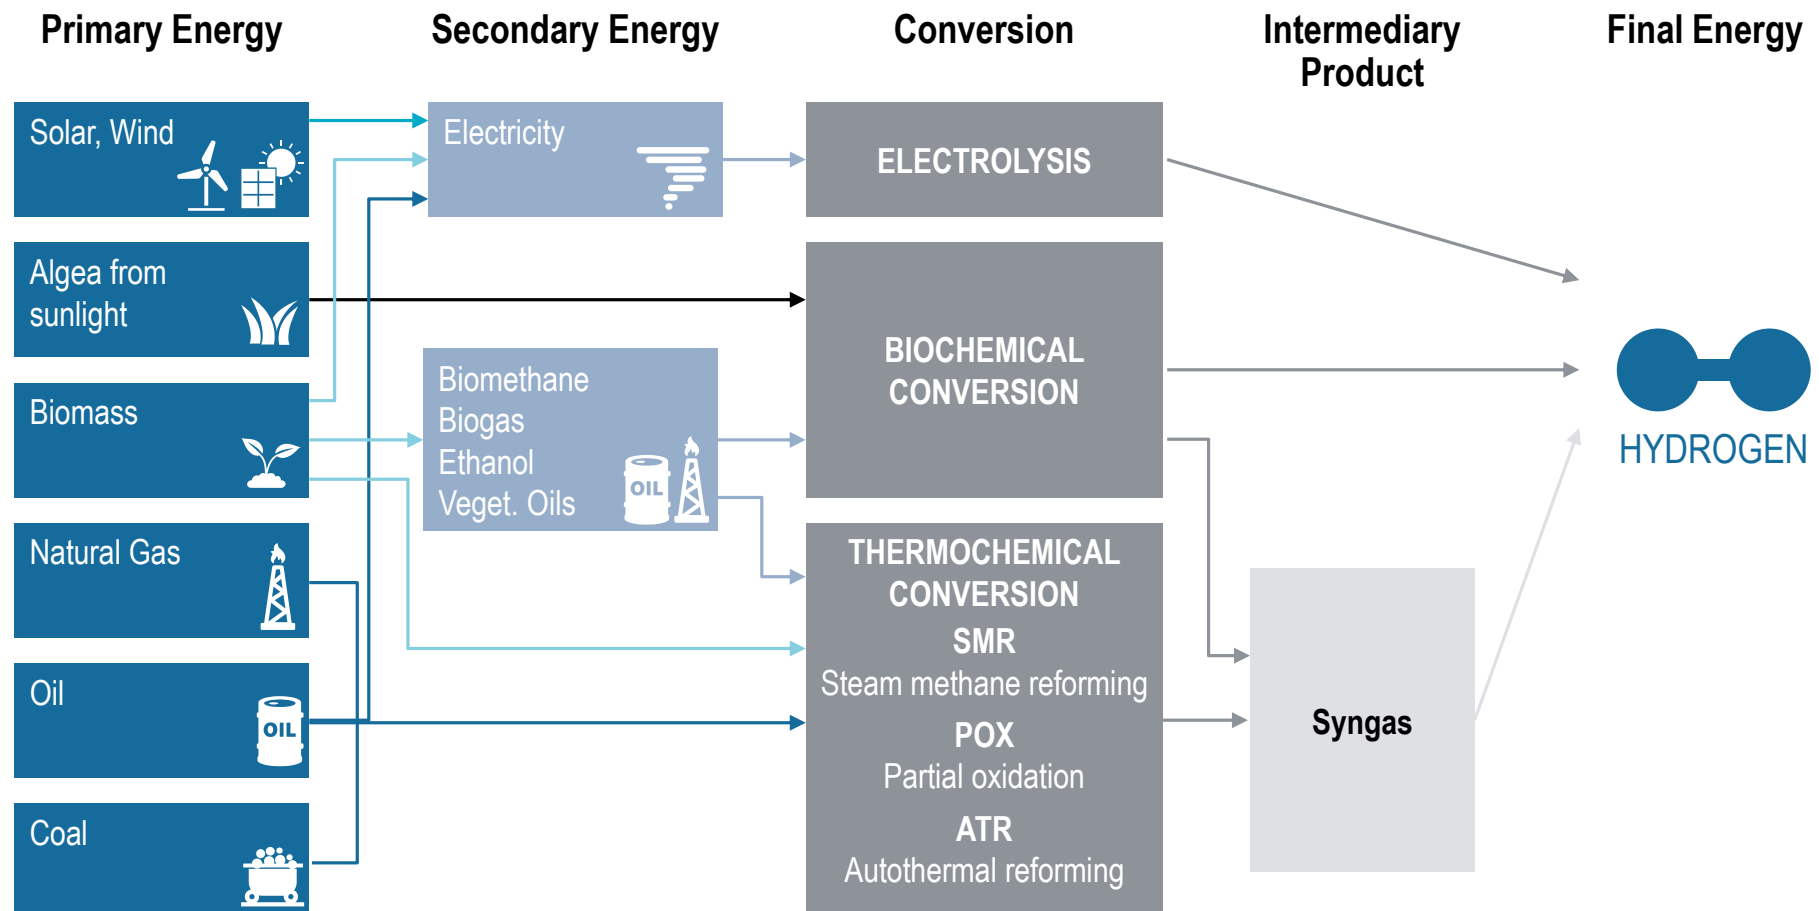 Primary Energy
Secondary Energy
Conversion
Intermediary
Product
Final Energy
Solar, Wind
Electricity
ELECTROLYSIS
Algea from
sunlight
BIOCHEMICAL
CONVERSION
Biomass
Biomethane
Biogas
Ethanol
Veget. Oils
OIL
HYDROGEN
Natural Gas
THERMOCHEMICAL
CONVERSION
SMR
Steam methane reforming
POX
Partial oxidation
ATR
Autothermal reforming
Syngas
Oil
OIL
Coal